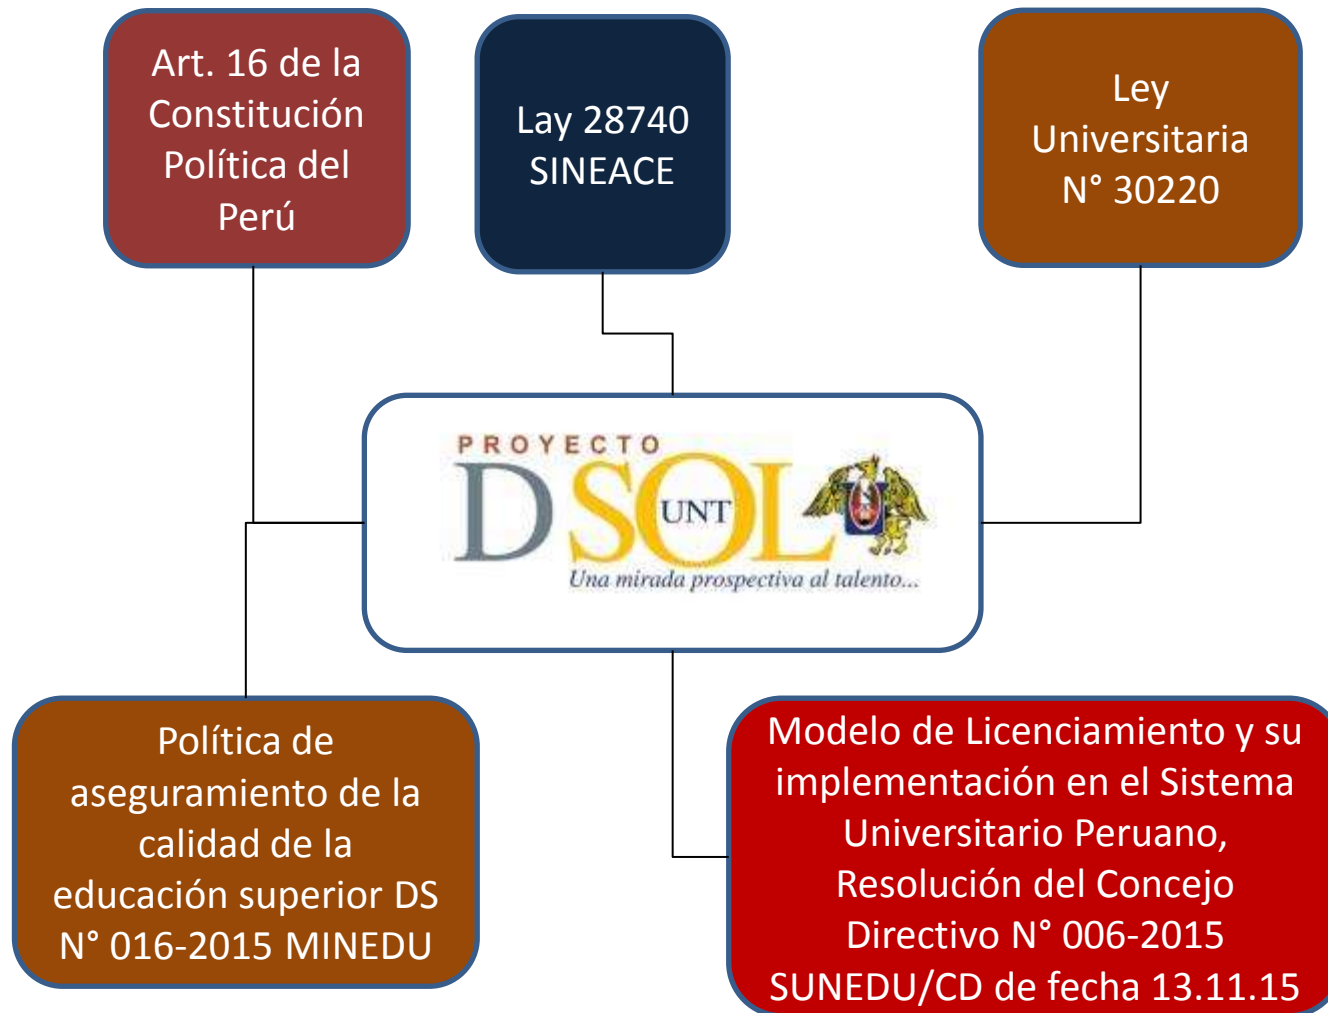 Art. 16 de la
Constitución
Política del
Perú
Lay 28740
SINEACE
Ley
Universitaria
N° 30220
PROYECTO
D SOL
UNT
Una mirada prospectiva al talento...
Política de
aseguramiento de la
calidad de la
educación superior DS
N° 016-2015 MINEDU
Modelo de Licenciamiento y su
implementación en el Sistema
Universitario Peruano,
Resolución del Concejo
Directivo N° 006-2015
SUNEDU/CD de fecha 13.11.15